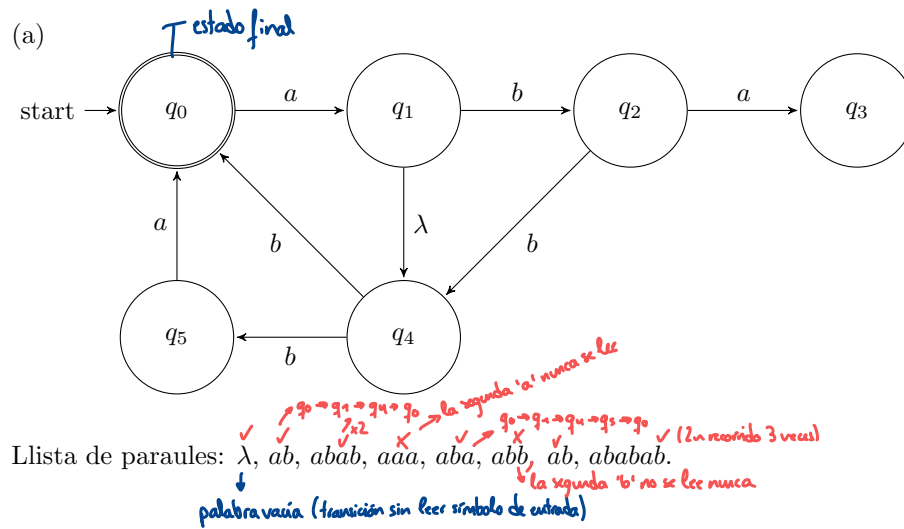 (a)
estado final
start
q0 a q1 b q2 a q3
a b λ b
q5 b q4
la segunda 'a' nunca se lee
q0 → q1 → q4 → q0
x2
q0 → q1 → q4 → q5 → q0
(2n recorrido 3 veces)
Llista de paraules: λ, ab, abab, aaa, aba, abb, ab, ababab.
la segunda 'b' no se lee nunca
palabra vacía (transición sin leer símbolo de entrada)